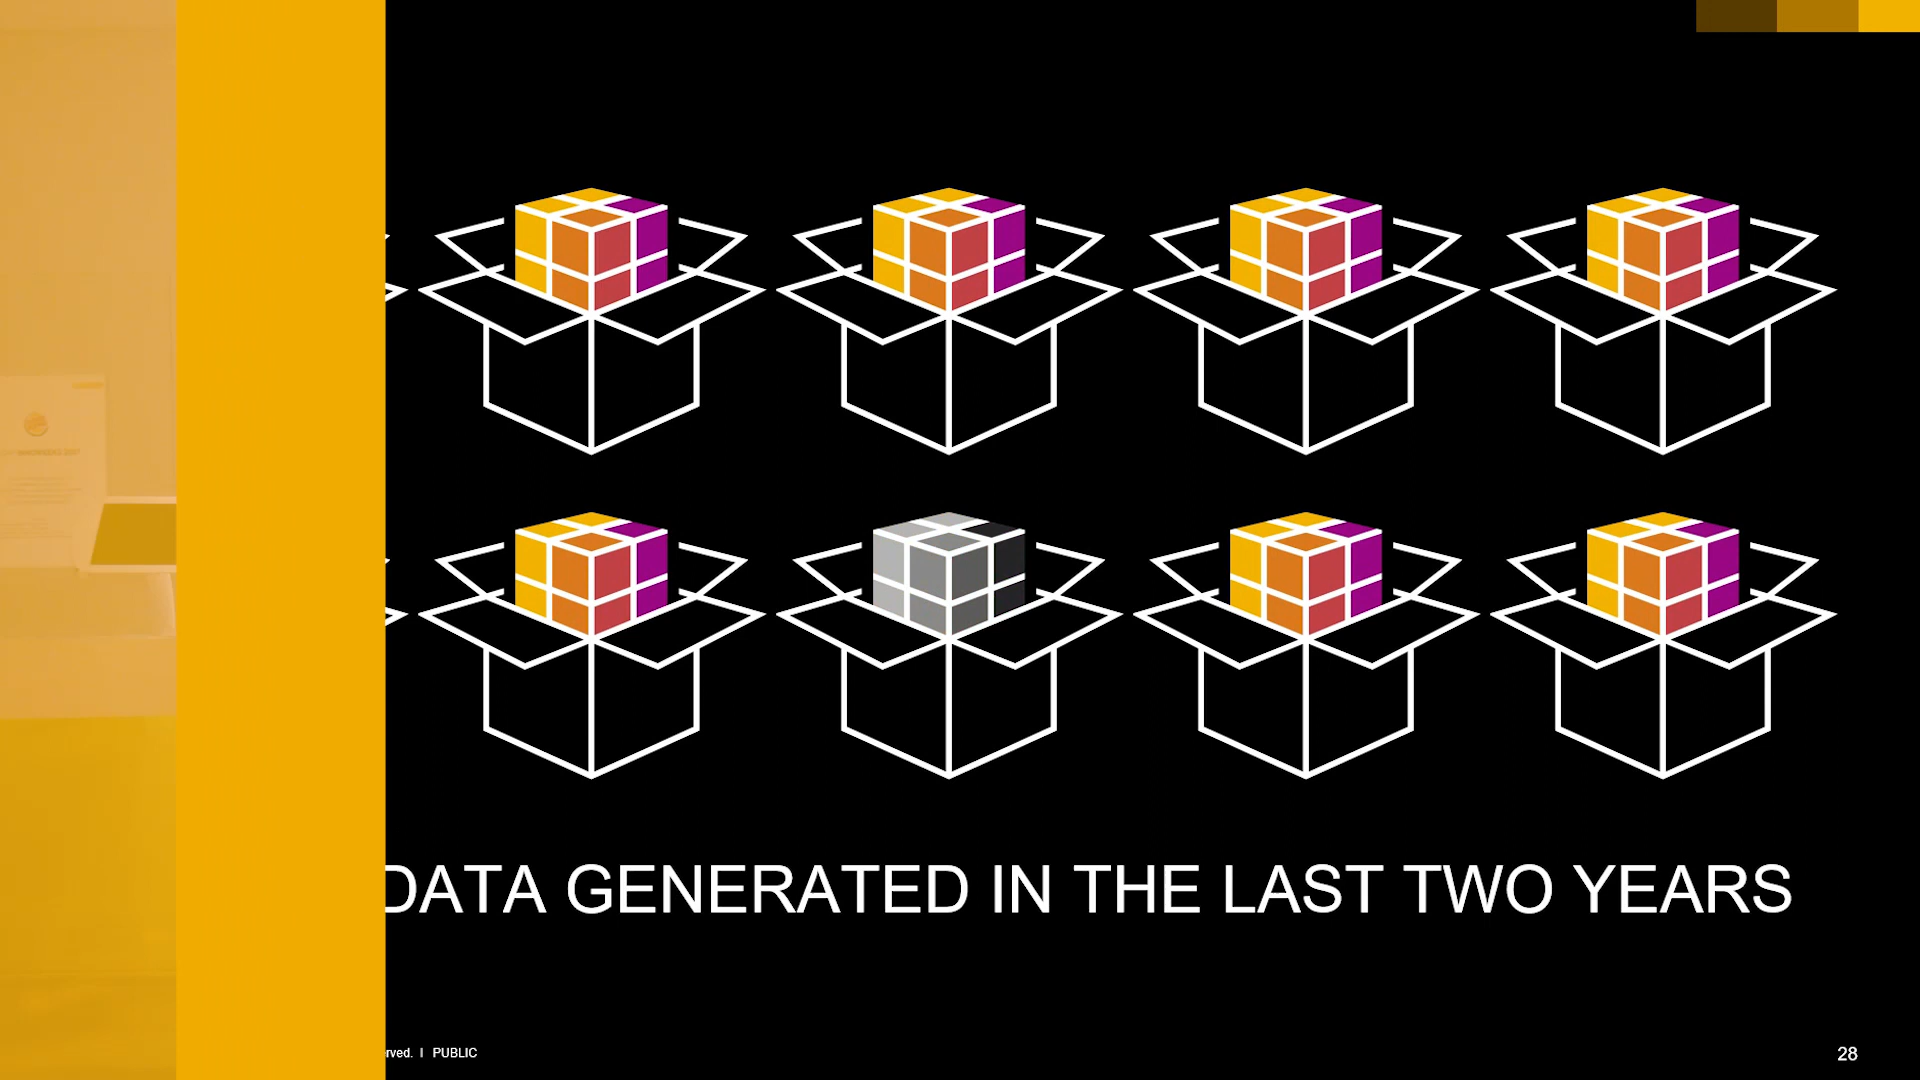 DATA GENERATED IN THE LAST TWO YEARS
rved. I PUBLIC
28